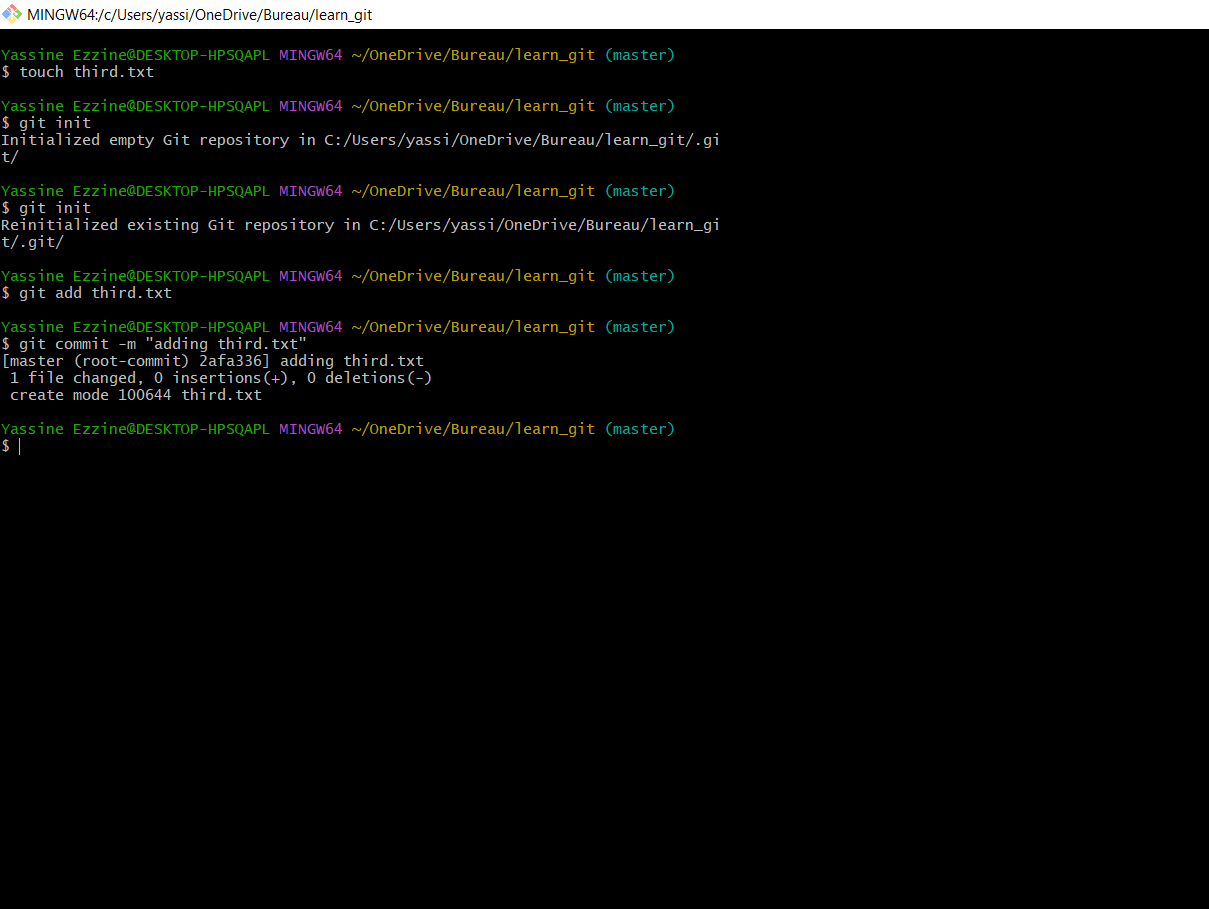 MINGW64:/c/Users/yassi/OneDrive/Bureau/learn_git
Yassine Ezzine@DESKTOP-HPSQAPL MINGW64 ~/OneDrive/Bureau/learn_git (master)
$ touch third.txt
Yassine Ezzine@DESKTOP-HPSQAPL MINGW64 ~/OneDrive/Bureau/learn_git (master)
$ git init
Initialized empty Git repository in C:/Users/yassi/OneDrive/Bureau/learn_git/.gi
t/
Yassine Ezzine@DESKTOP-HPSQAPL MINGW64 ~/OneDrive/Bureau/learn_git (master)
$ git init
Reinitialized existing Git repository in C:/Users/yassi/OneDrive/Bureau/learn_gi
t/.git/
Yassine Ezzine@DESKTOP-HPSQAPL MINGW64 ~/OneDrive/Bureau/learn_git (master)
$ git add third.txt
Yassine Ezzine@DESKTOP-HPSQAPL MINGW64 ~/OneDrive/Bureau/learn_git (master)
$ git commit -m "adding third.txt"
[master (root-commit) 2afa336] adding third.txt
 1 file changed, 0 insertions(+), 0 deletions(-)
 create mode 100644 third.txt
Yassine Ezzine@DESKTOP-HPSQAPL MINGW64 ~/OneDrive/Bureau/learn_git (master)
$